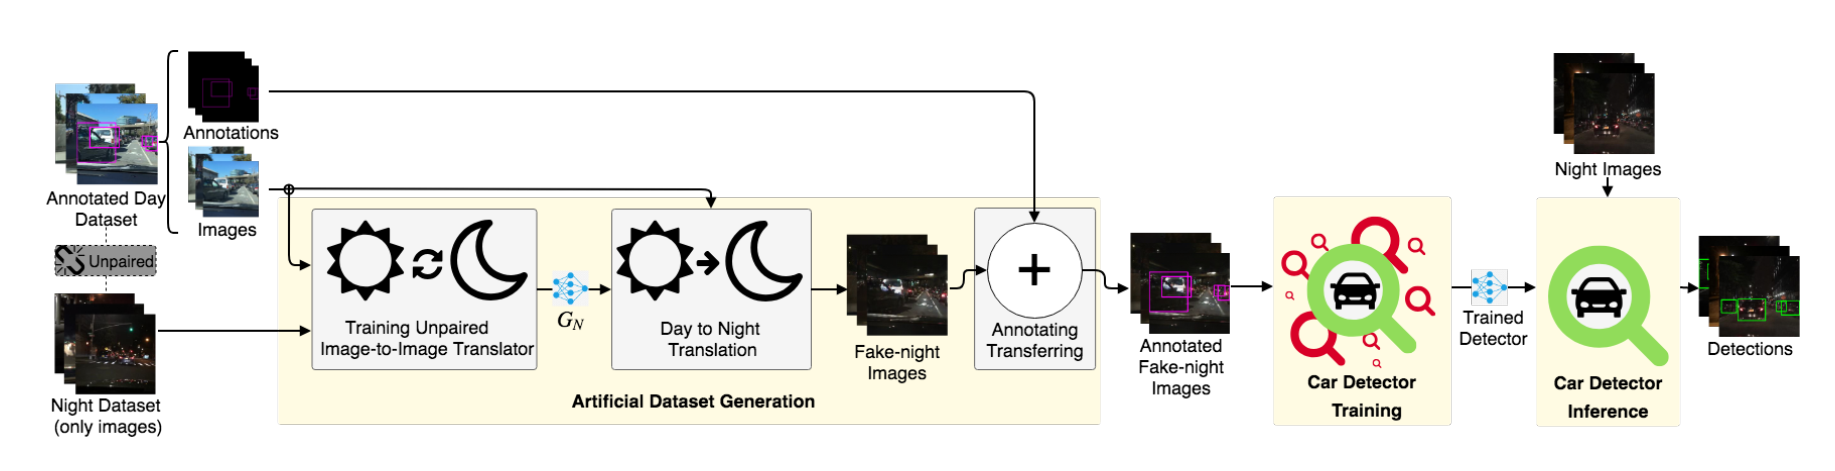 Annotations
Annotated Day
Dataset
Images
Unpaired
Night Dataset
(only images)
Training Unpaired
Image-to-Image Translator
G_N
Day to Night
Translation
Fake-night
Images
Annotating
Transferring
Artificial Dataset Generation
Annotated
Fake-night
Images
Car Detector
Training
Trained
Detector
Night Images
Car Detector
Inference
Detections